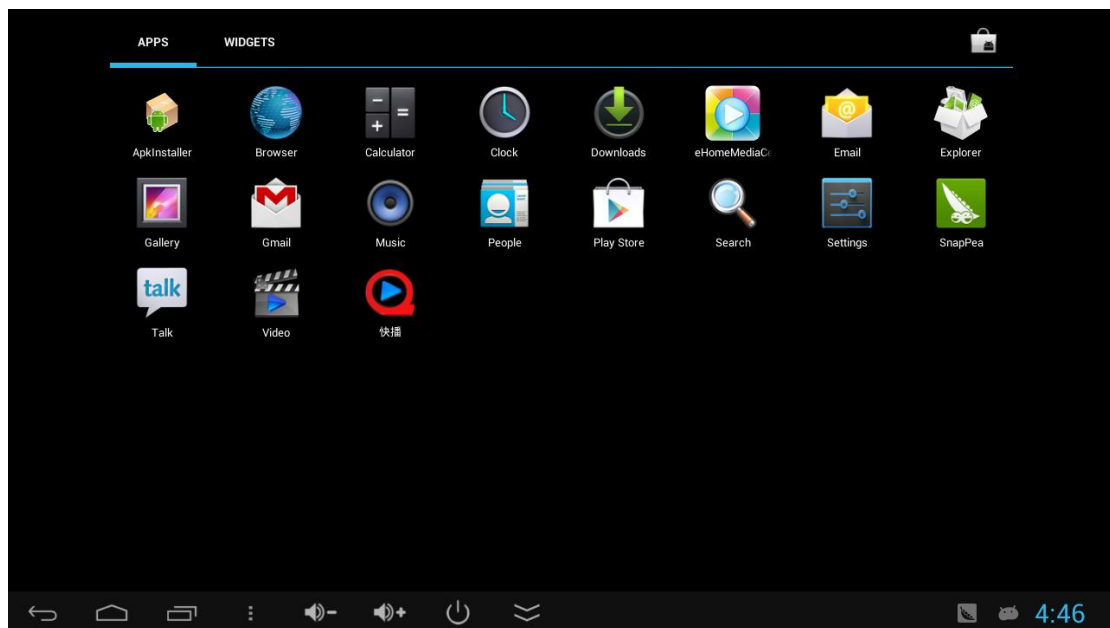 APPS WIDGETS
ApkInstaller Browser Calculator Clock Downloads eHomeMediaCe Email Explorer
Gallery Gmail Music People Play Store Search Settings SnapPea
talk
Talk Video 快播
4:46